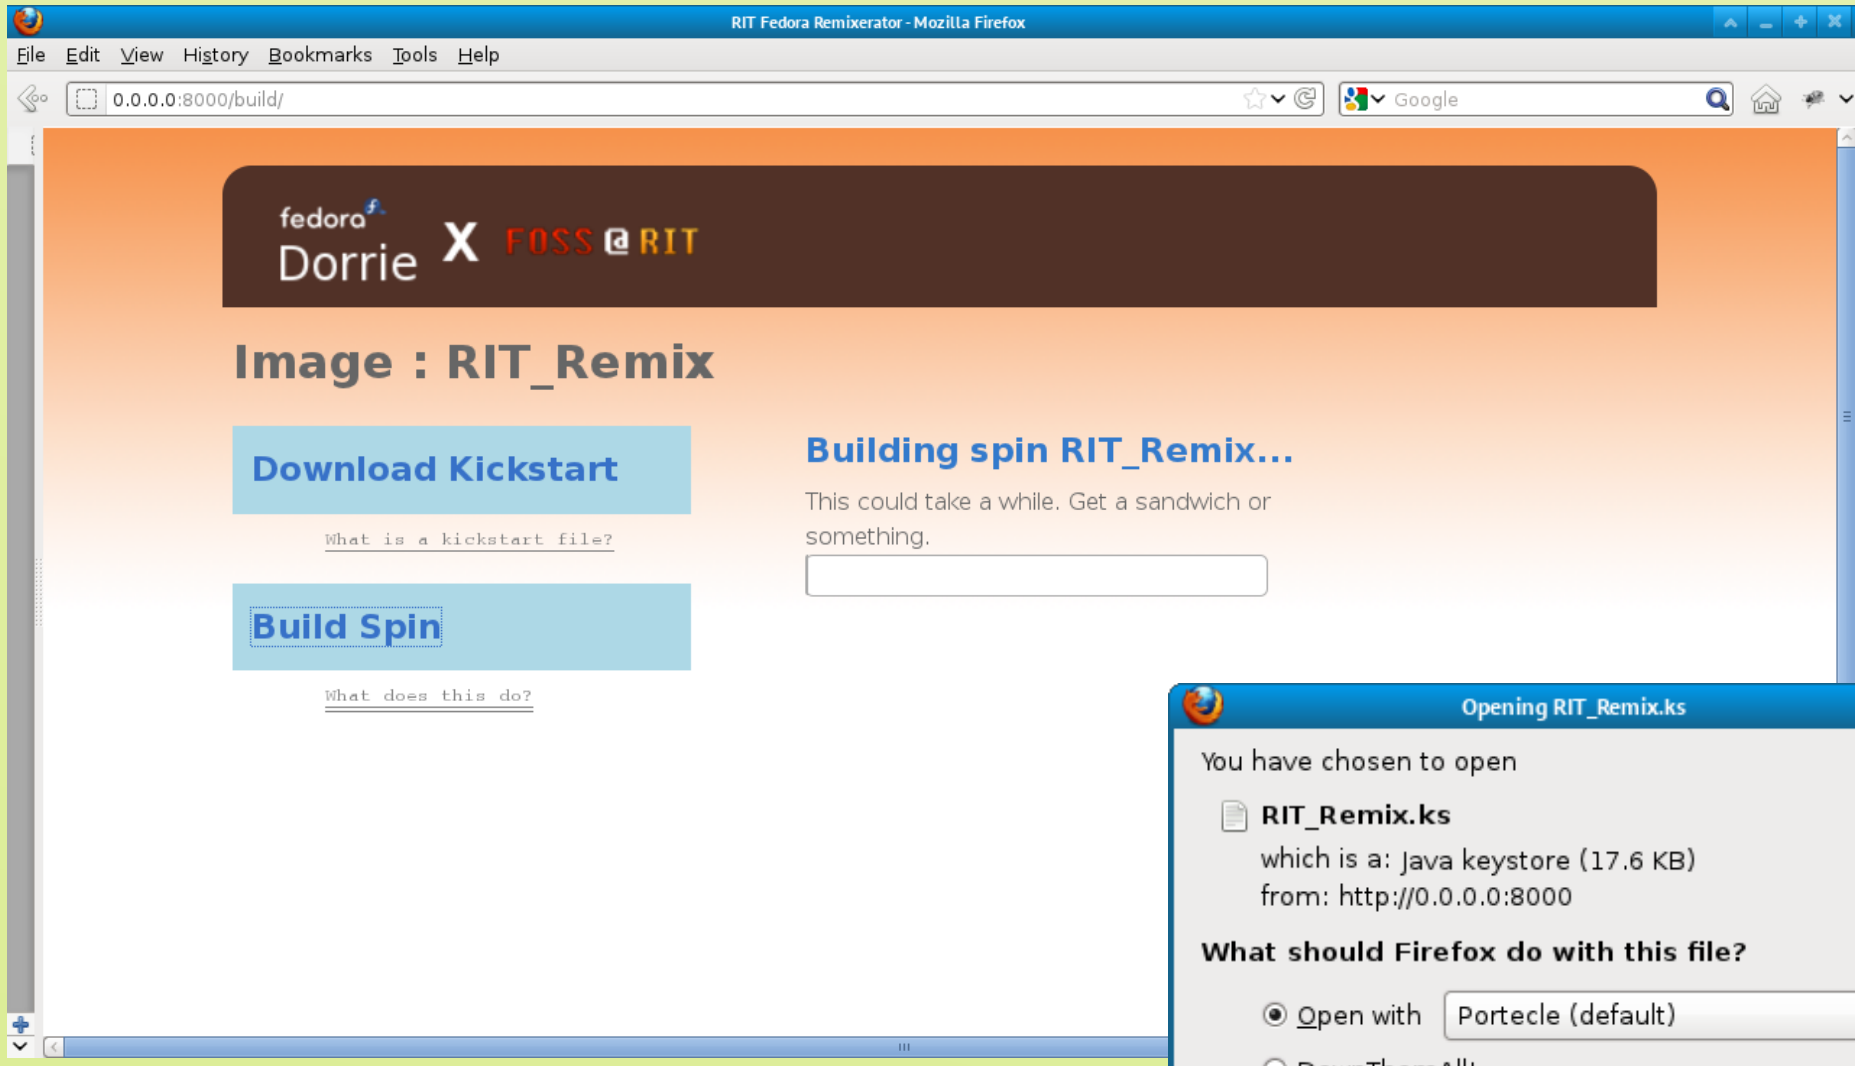 RIT Fedora Remixerator - Mozilla Firefox
File Edit View History Bookmarks Tools Help
0.0.0.0:8000/build/
Google
fedora
Dorrie X FOSS@RIT
Image : RIT_Remix
Download Kickstart
What is a kickstart file?
Build Spin
What does this do?
Building spin RIT_Remix...
This could take a while. Get a sandwich or
something.
Opening RIT_Remix.ks
You have chosen to open
RIT_Remix.ks
which is a: Java keystore (17.6 KB)
from: http://0.0.0.0:8000
What should Firefox do with this file?
Open with Portecle (default)